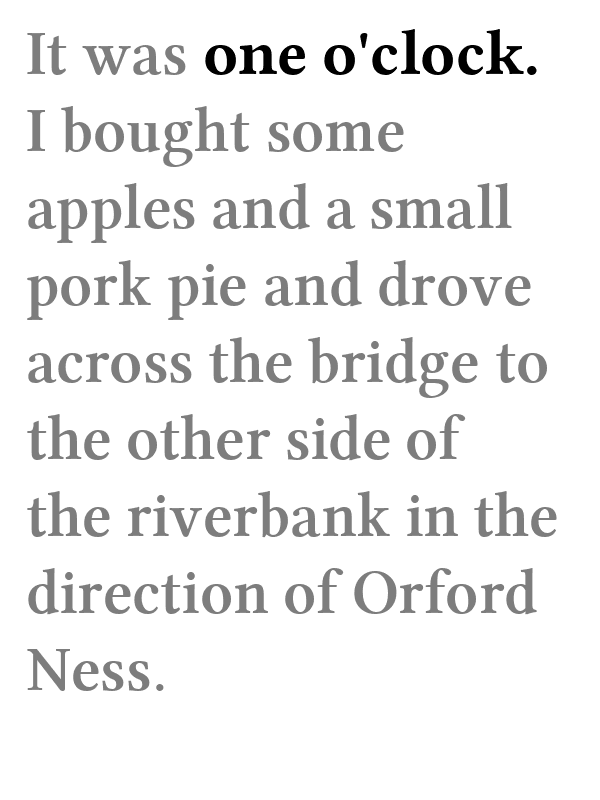 It was one o'clock.
I bought some
apples and a small
pork pie and drove
across the bridge to
the other side of
the riverbank in the
direction of Orford
Ness.